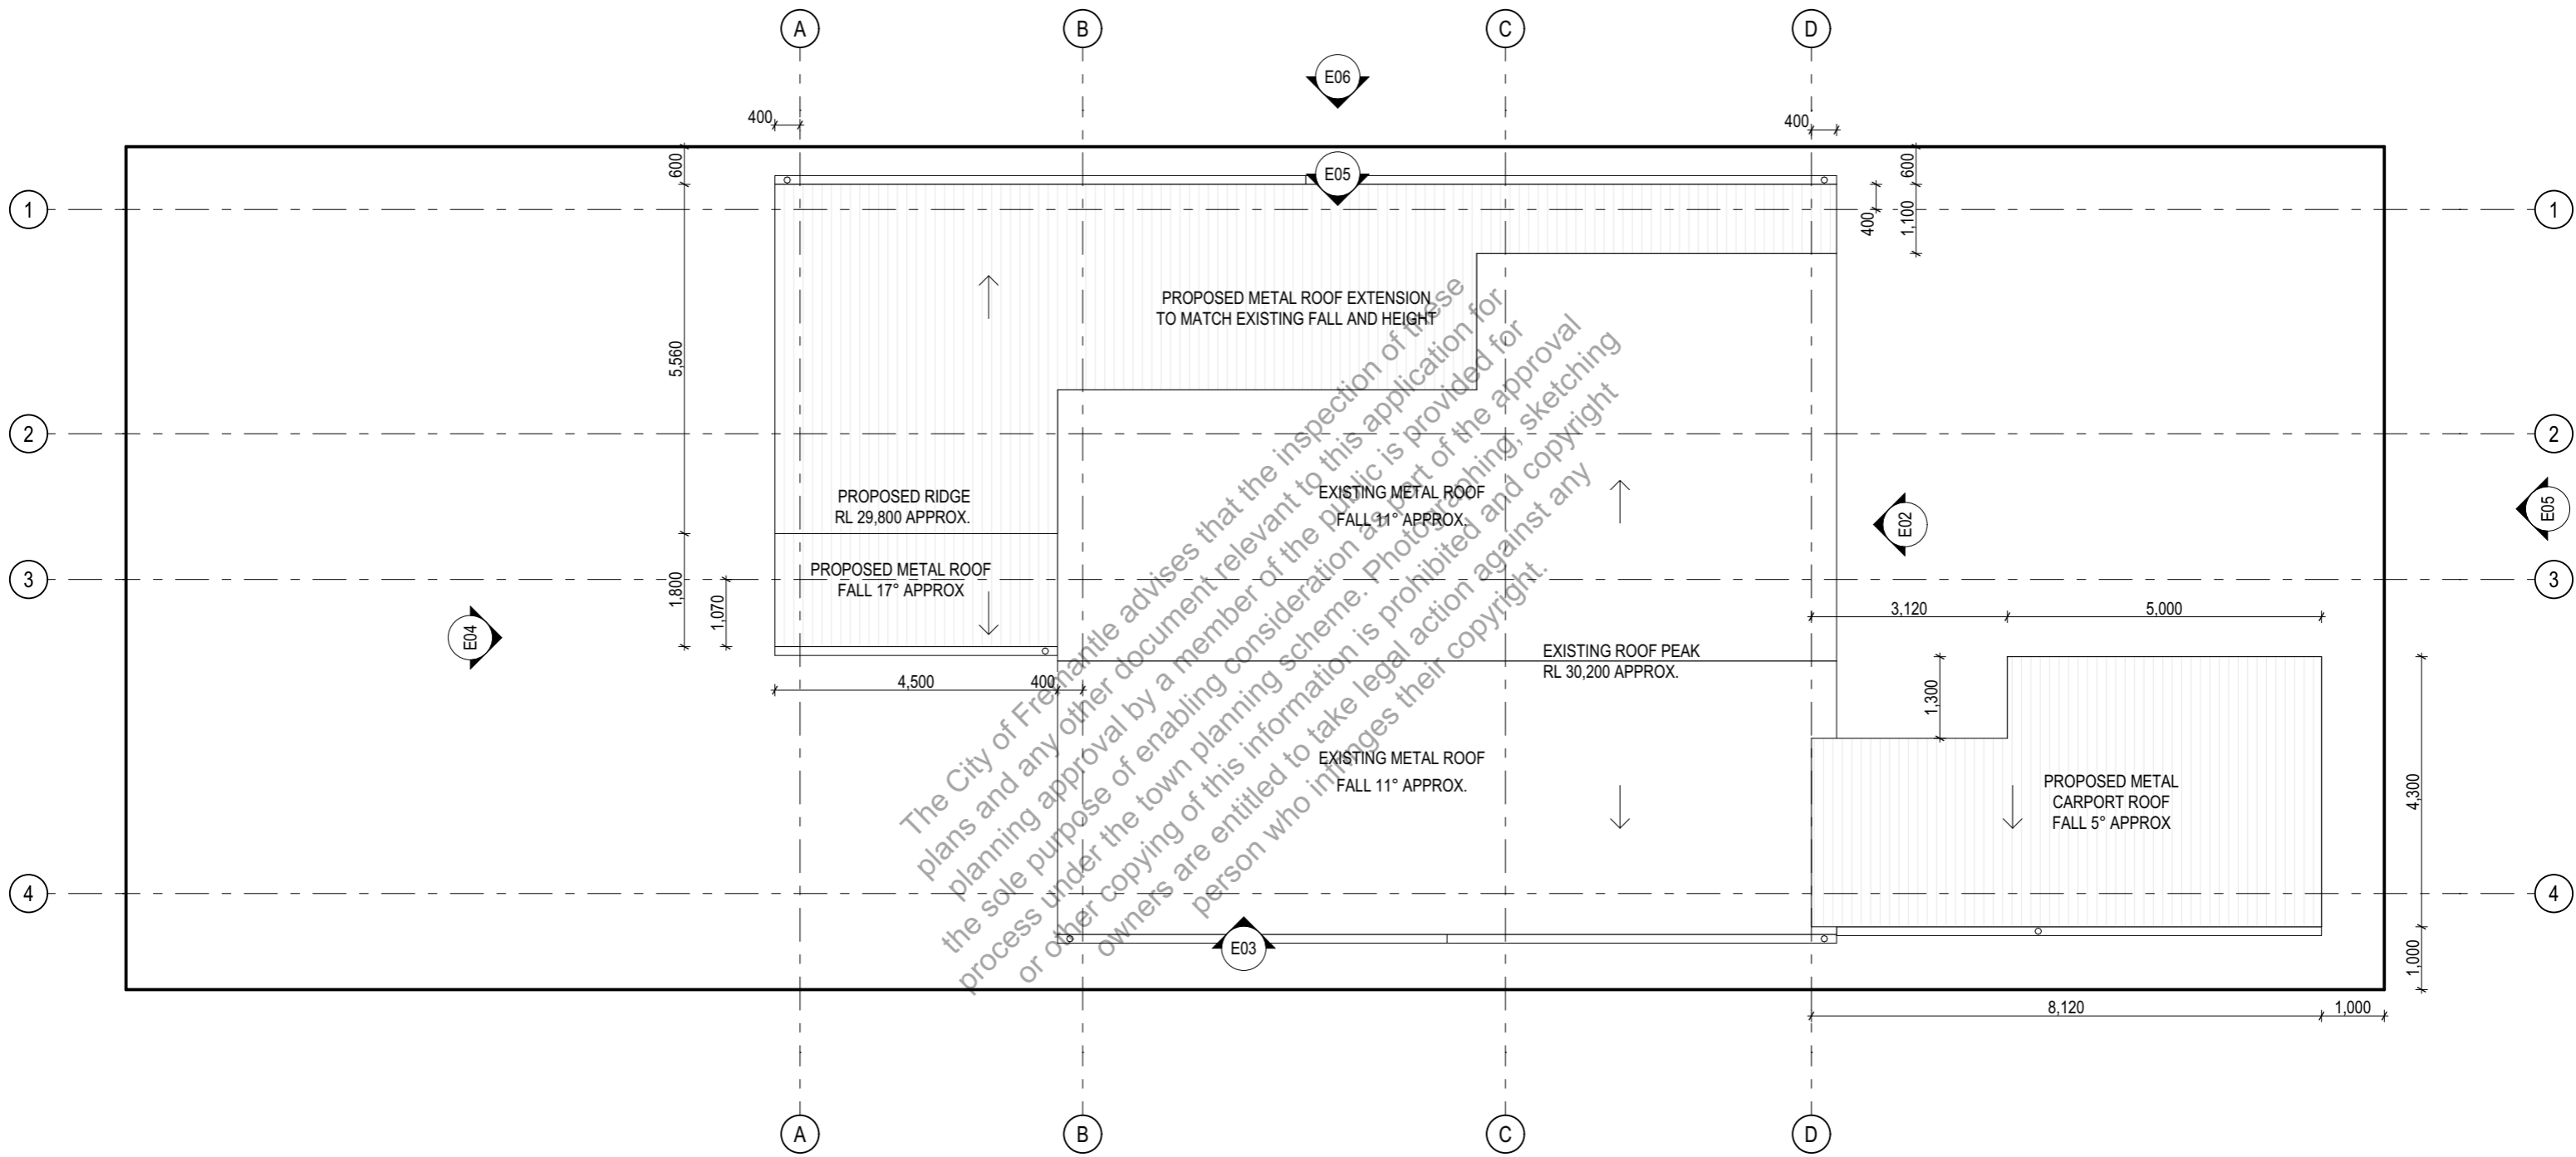 A
B
C
D
E06
400
400
600
E05
600
1
1
400
1,100
PROPOSED METAL ROOF EXTENSION
TO MATCH EXISTING FALL AND HEIGHT
5,560
2
2
PROPOSED RIDGE
RL 29,800 APPROX.
EXISTING METAL ROOF
FALL 11° APPROX.
E02
E05
3
3
PROPOSED METAL ROOF
FALL 17° APPROX
1,800
1,070
E04
3,120
5,000
EXISTING ROOF PEAK
RL 30,200 APPROX.
4,500
400
1,300
EXISTING METAL ROOF
FALL 11° APPROX.
PROPOSED METAL
CARPORT ROOF
FALL 5° APPROX
4,300
4
4
E03
1,000
8,120
1,000
A
B
C
D
The City of Fremantle advises that the inspection of these
plans and any other document relevant to this application for
planning approval by a member of the public is provided for
the sole purpose of enabling consideration as part of the approval
process under the town planning scheme. Photographing, sketching
or other copying of this information is prohibited and copyright
owners are entitled to take legal action against any
person who infringes their copyright.